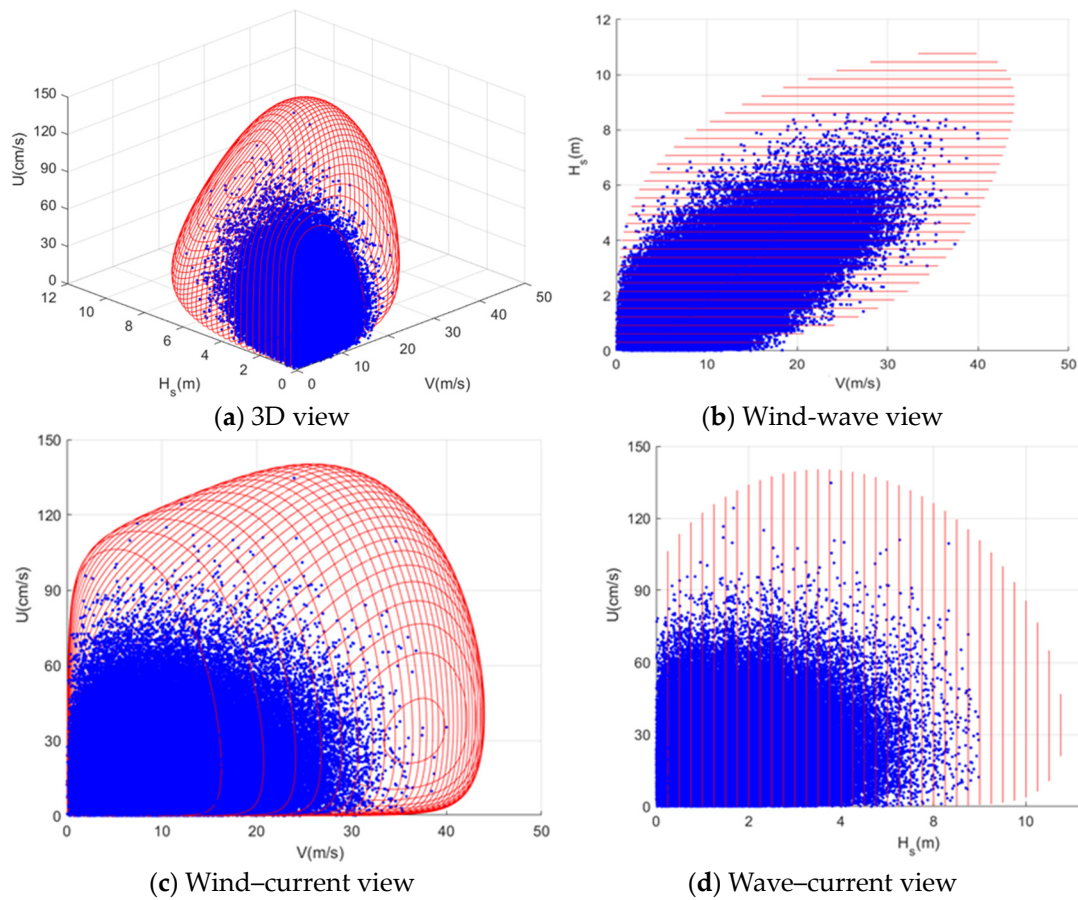 150
120
90
60
30
0
U(cm/s)
12
10
8
6
4
2
0
H_s(m)
0
10
20
30
40
50
V(m/s)
(a) 3D view
12
10
8
6
4
2
0
H_s(m)
0 10 20 30 40 50
V(m/s)
(b) Wind-wave view
150
120
90
60
30
0
U(cm/s)
0 10 20 30 40 50
V(m/s)
(c) Wind–current view
150
120
90
60
30
0
U(cm/s)
0 2 4 6 8 10
H_s(m)
(d) Wave–current view